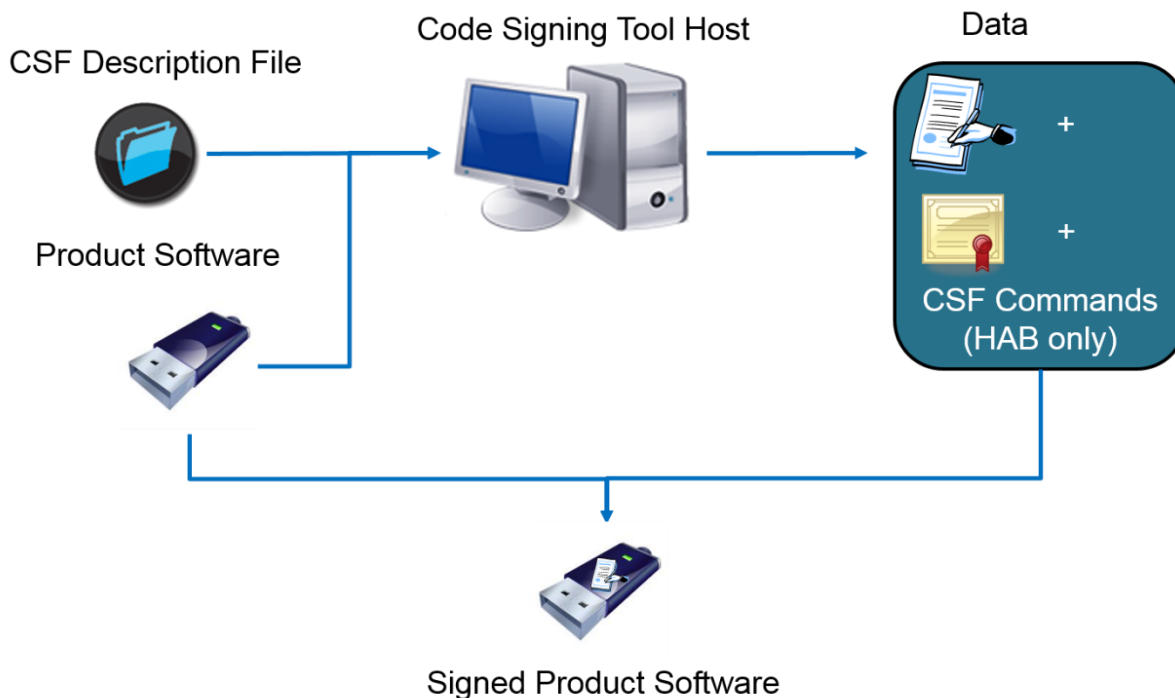 Code Signing Tool Host
Data
CSF Description File
+
Product Software
+
CSF Commands
(HAB only)
Signed Product Software